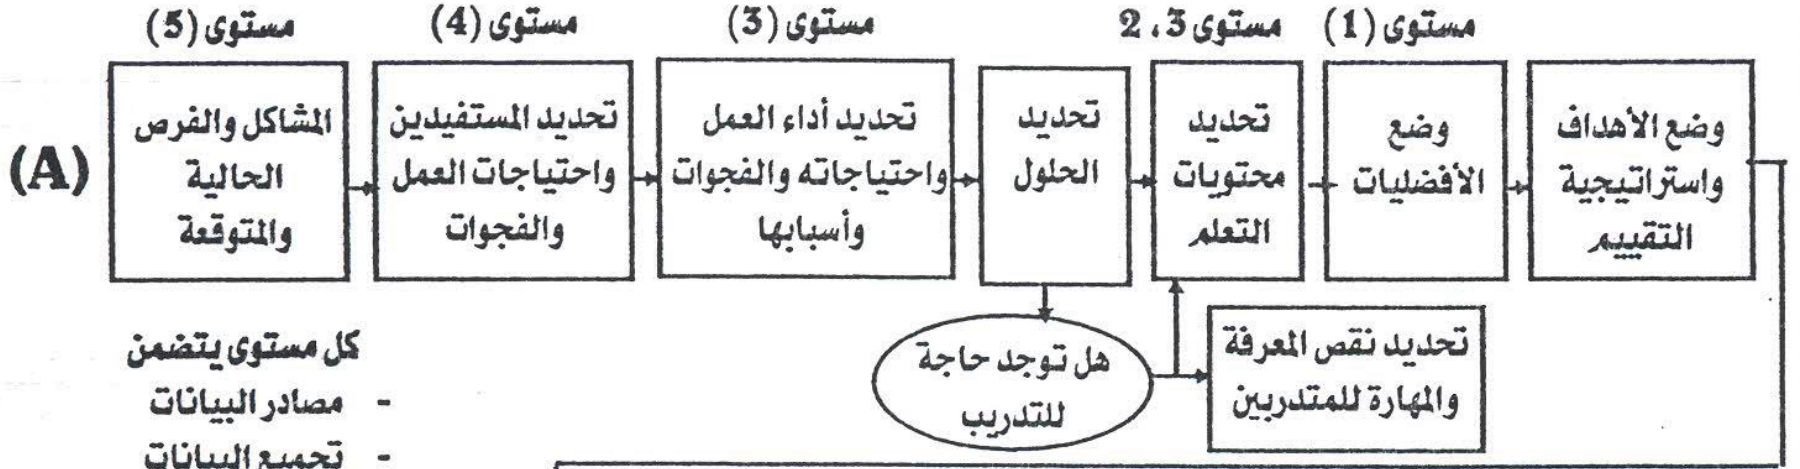 مستوى (5)
مستوى (4)
مستوى (3)
مستوى 2،3
مستوى (1)
(A)
المشاكل والفرص
الحالية
والمتوقعة
تحديد المستفيدين
واحتياجات العمل
والفجوات
تحديد أداء العمل
واحتياجاته والفجوات
وأسبابها
تحديد
الحلول
تحديد
محتويات
التعلم
وضع
الأفضليات
وضع الأهداف
واستراتيجية
التقييم
هل توجد حاجة
للتدريب
تحديد نقص المعرفة
والمهارة للمتدربين
كل مستوى يتضمن
- مصادر البيانات
- تجميع البيانات